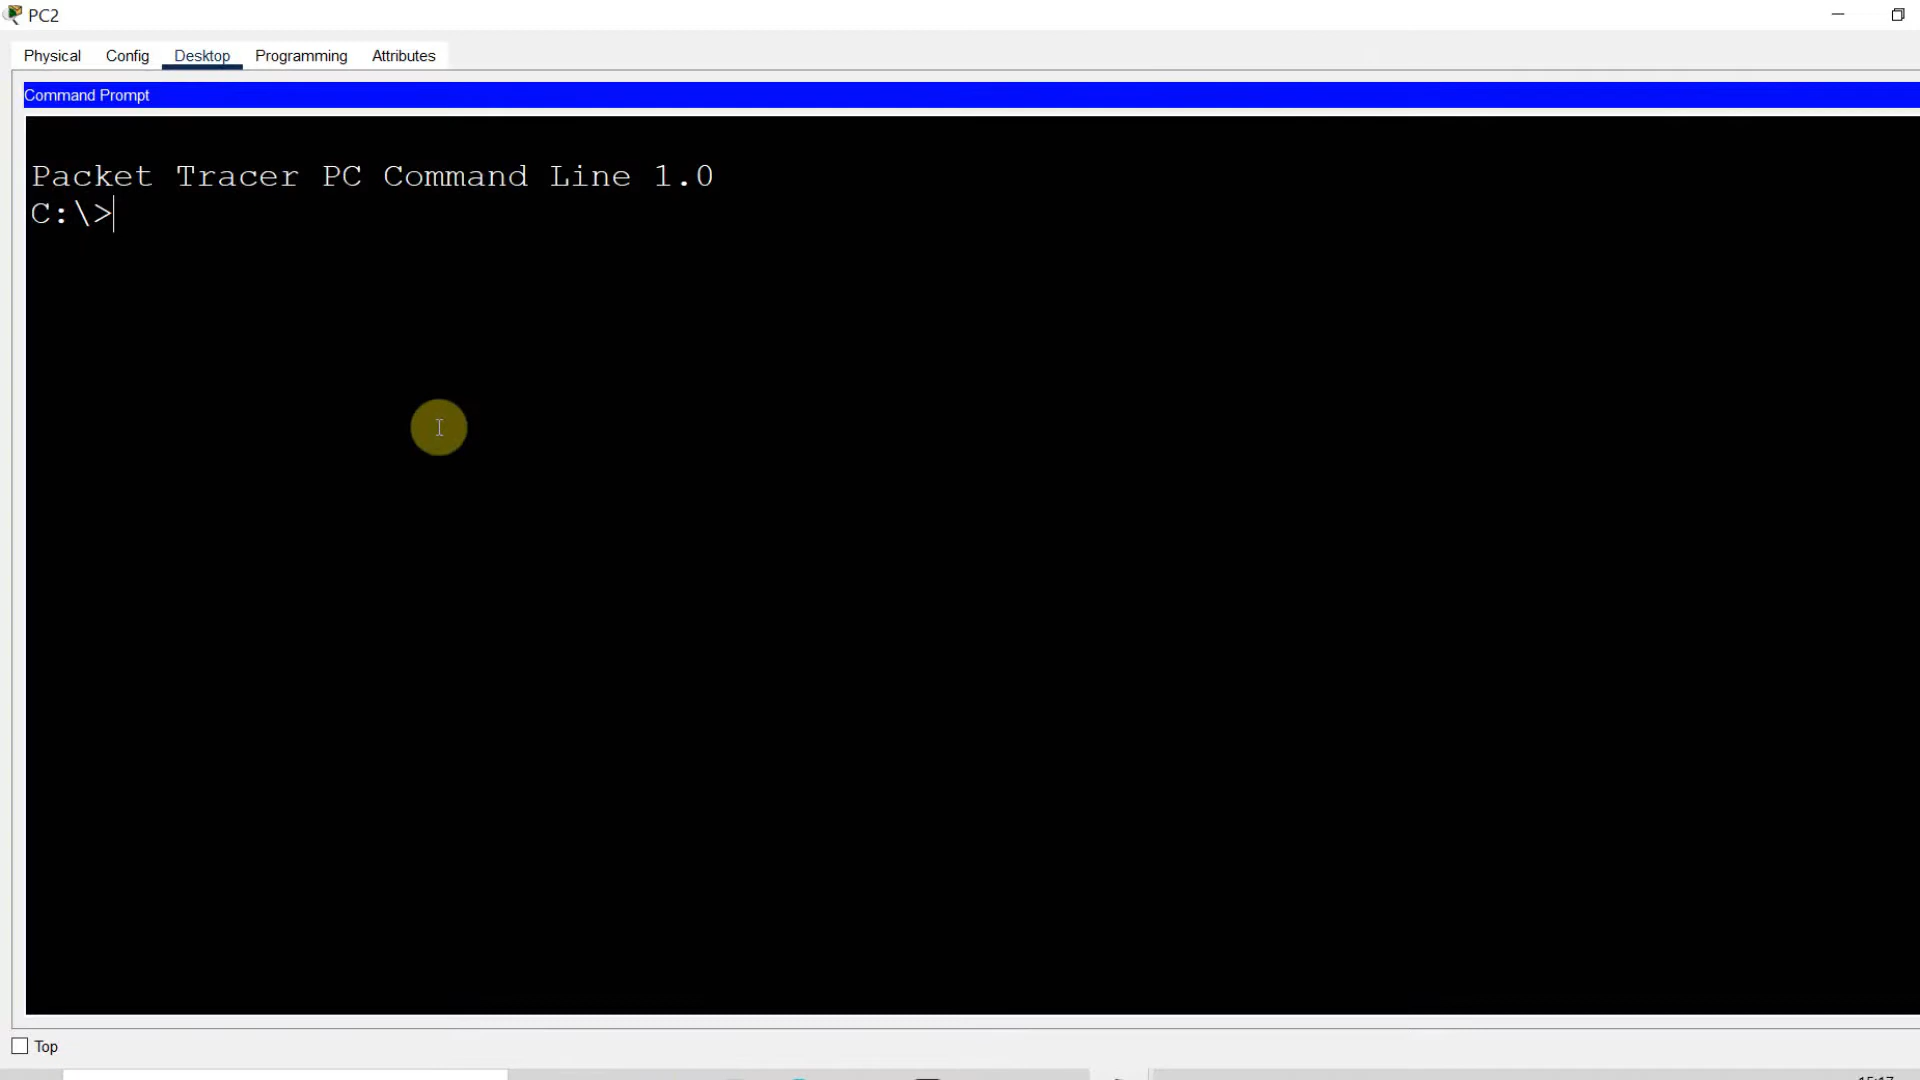 PC2
Physical Config Desktop Programming Attributes
Command Prompt
Packet Tracer PC Command Line 1.0
C:\>
Top